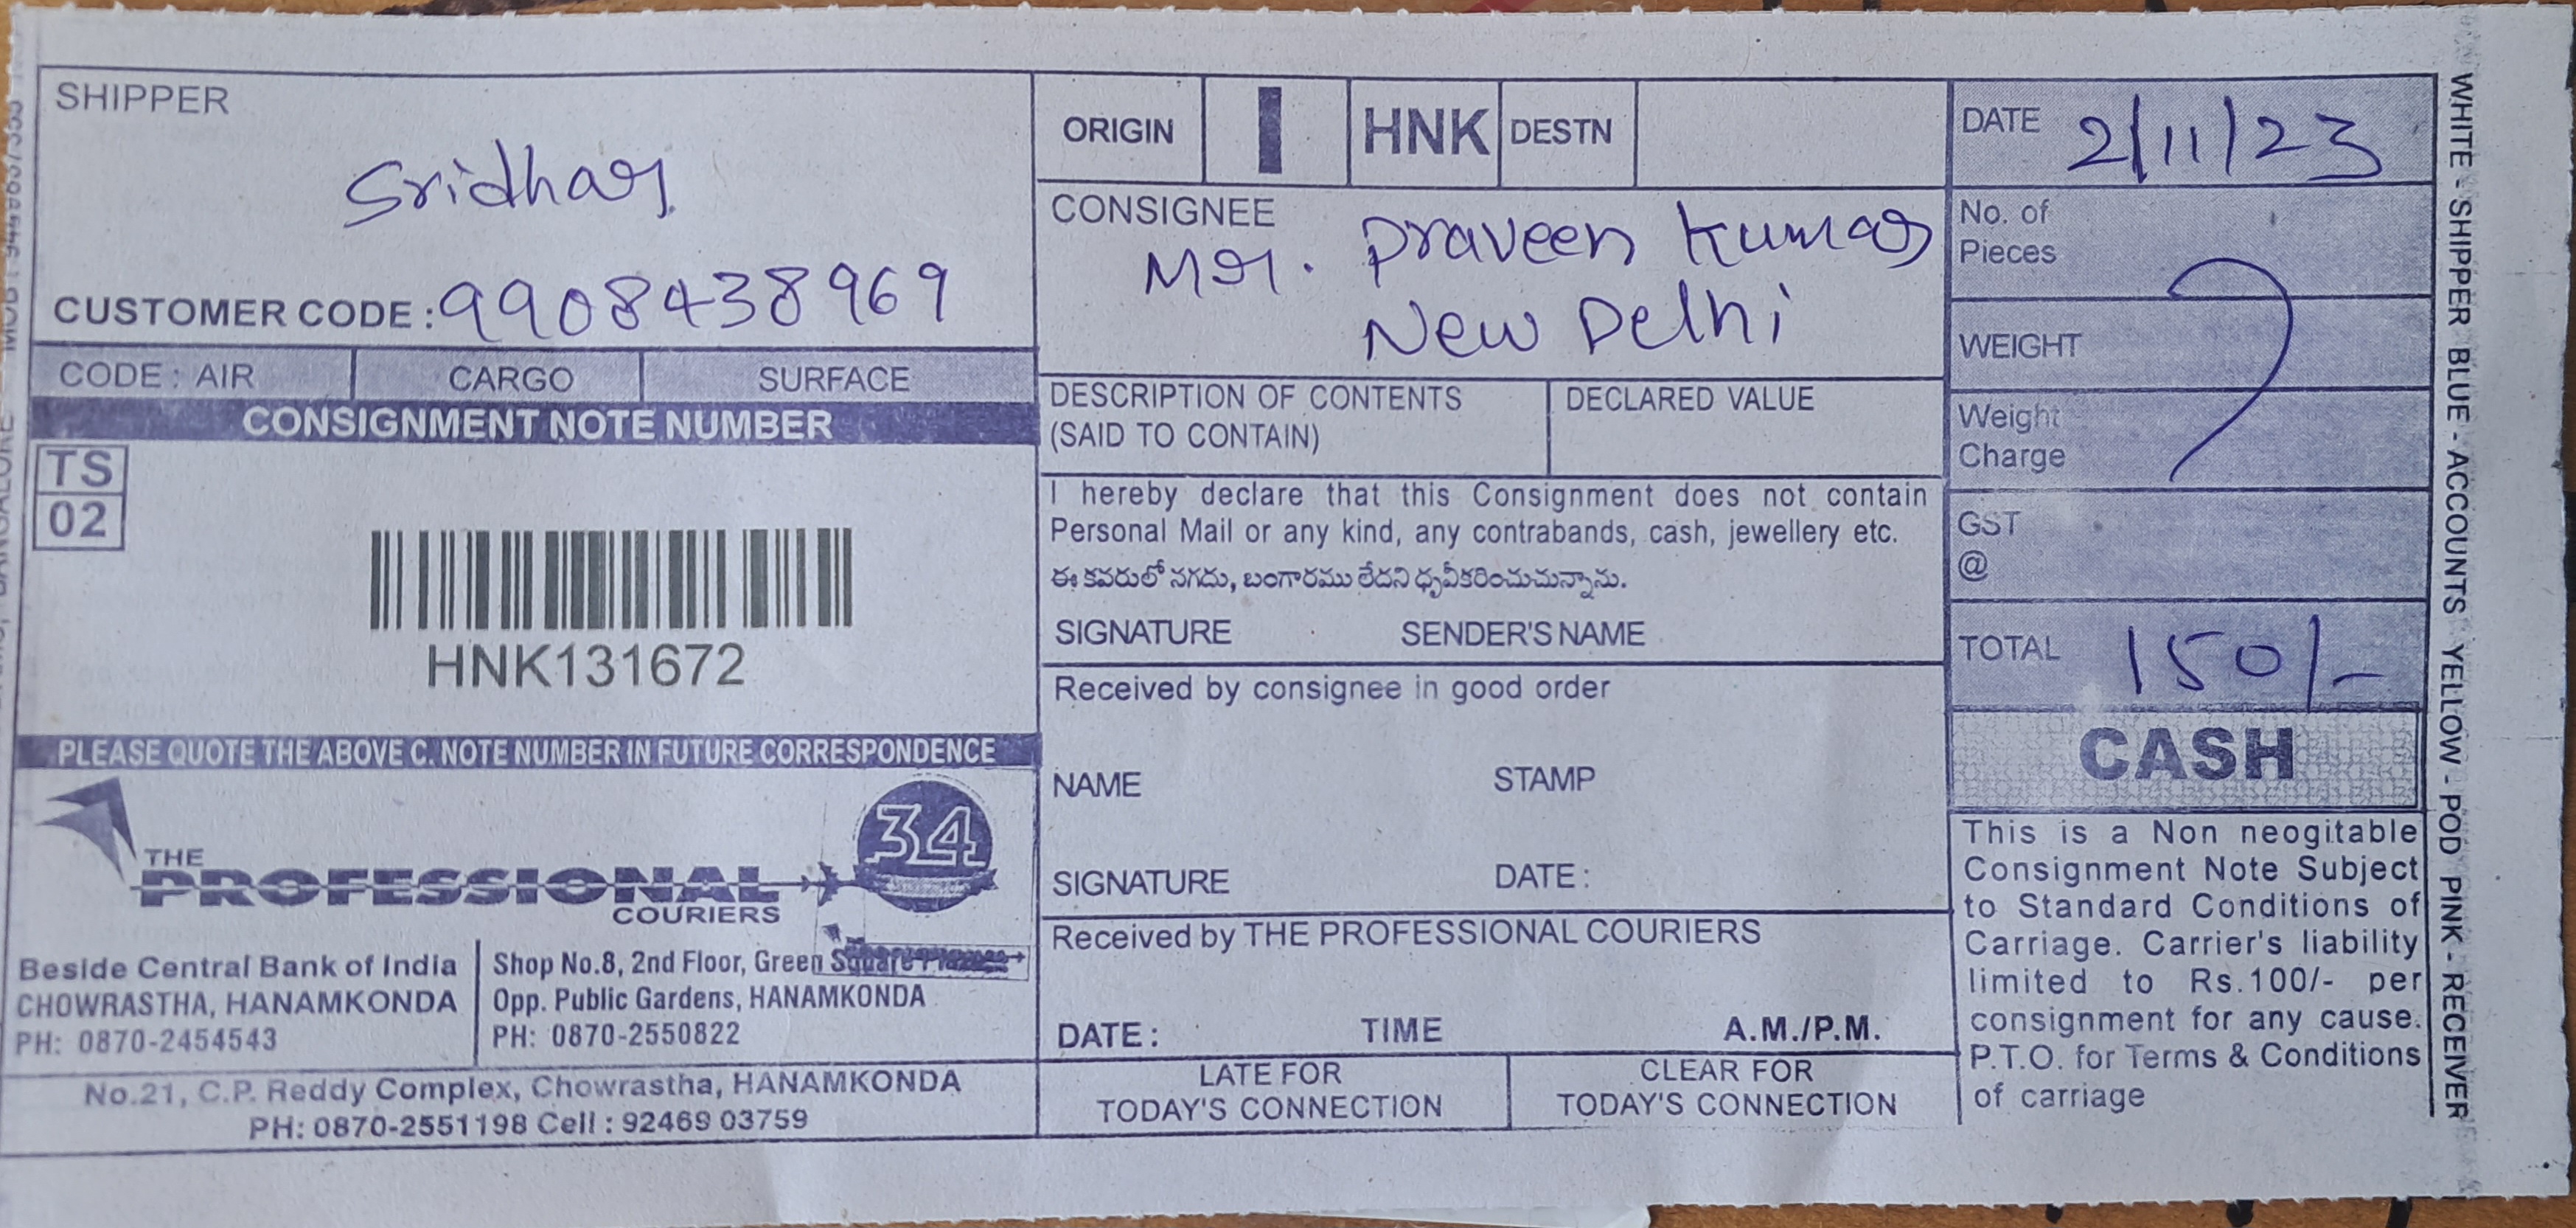 SHIPPER
Sridhar
CUSTOMER CODE : 9908438969
CODE : AIR CARGO SURFACE
CONSIGNMENT NOTE NUMBER
TS
02
HNK131672
PLEASE QUOTE THE ABOVE C. NOTE NUMBER IN FUTURE CORRESPONDENCE
34
THE
PROFESSIONAL
COURIERS
Beside Central Bank of India
CHOWRASTHA, HANAMKONDA
PH: 0870-2454543
Shop No.8, 2nd Floor, Green Square
Opp. Public Gardens, HANAMKONDA
PH: 0870-2550822
No.21, C.P. Reddy Complex, Chowrastha, HANAMKONDA
PH: 0870-2551198 Cell : 92469 03759
ORIGIN I HNK DESTN
CONSIGNEE
Mr. Praveen Kumar
New Delhi
DESCRIPTION OF CONTENTS
(SAID TO CONTAIN)
DECLARED VALUE
I hereby declare that this Consignment does not contain
Personal Mail or any kind, any contrabands, cash, jewellery etc.
ఈ కవరులో నగదు, బంగారము లేదని ధృవీకరించుచున్నాను.
SIGNATURE SENDER'S NAME
Received by consignee in good order
NAME STAMP
SIGNATURE DATE :
Received by THE PROFESSIONAL COURIERS
DATE : TIME A.M./P.M.
LATE FOR
TODAY'S CONNECTION
CLEAR FOR
TODAY'S CONNECTION
DATE 2/11/23
No. of
Pieces
WEIGHT
Weight
Charge
GST
@
TOTAL 150/-
CASH
This is a Non neogitable
Consignment Note Subject
to Standard Conditions of
Carriage. Carrier's liability
limited to Rs.100/- per
consignment for any cause.
P.T.O. for Terms & Conditions
of carriage
WHITE - SHIPPER BLUE - ACCOUNTS YELLOW - POD PINK - RECEIVER